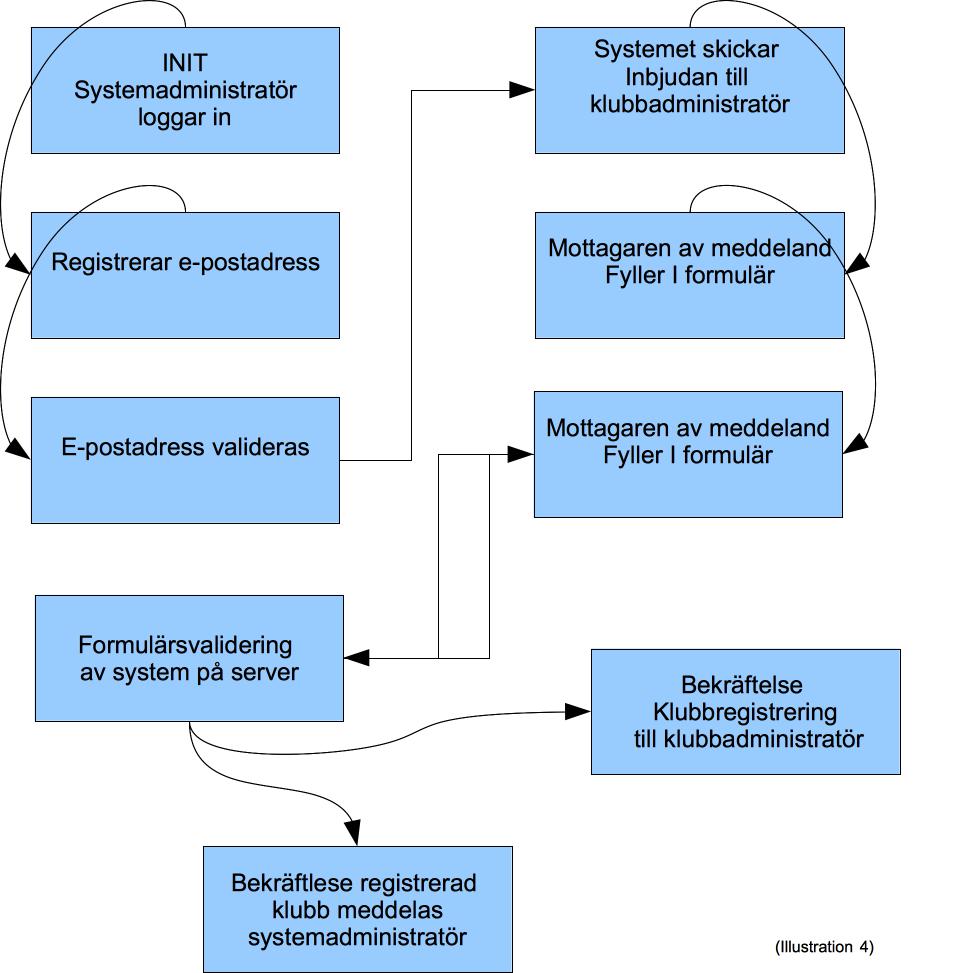 INIT
Systemadministratör
loggar in
Registrerar e-postadress
E-postadress valideras
Systemet skickar
Inbjudan till
klubbadministratör
Mottagaren av meddeland
Fyller I formulär
Mottagaren av meddeland
Fyller I formulär
Formulärsvalidering
av system på server
Bekräftelse
Klubbregistrering
till klubbadministratör
Bekräftlese registrerad
klubb meddelas
systemadministratör
(Illustration 4)